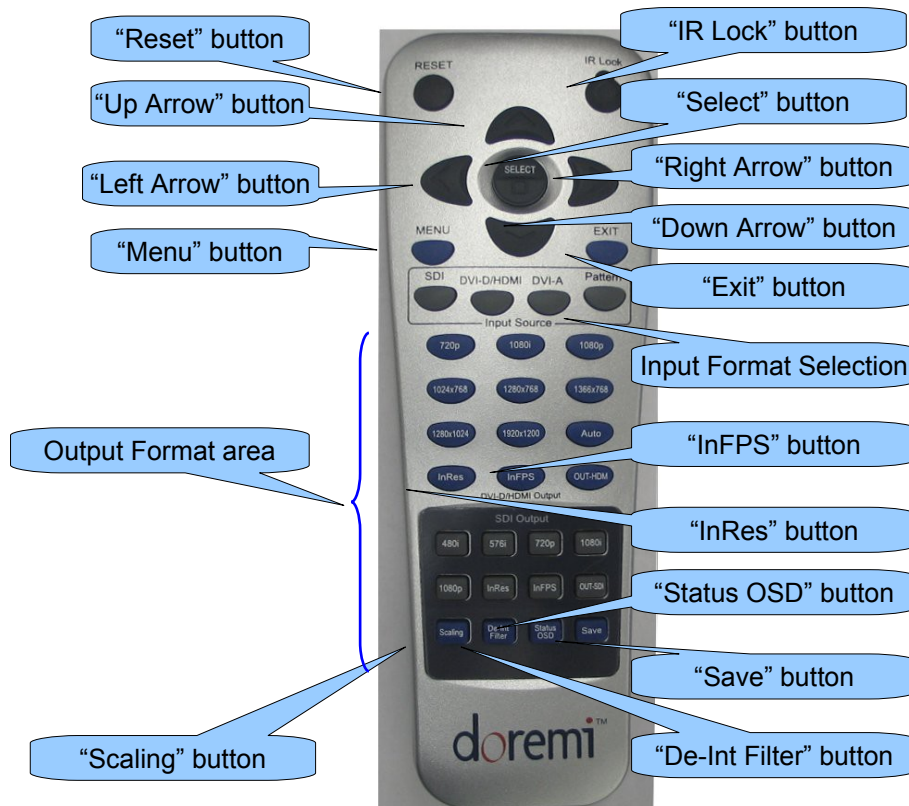 “Reset” button
“IR Lock” button
RESET
IR Lock
“Up Arrow” button
“Select” button
SELECT
“Left Arrow” button
“Right Arrow” button
MENU
EXIT
“Down Arrow” button
“Menu” button
“Exit” button
SDI DVI-D/HDMI DVI-A Pattern
Input Source
720p 1080i 1080p
Input Format Selection
1024x768 1280x768 1366x768
1280x1024 1920x1200 Auto
Output Format area
“InFPS” button
InRes InFPS OUT-HDM
DVI-D/HDMI Output
SDI Output
“InRes” button
480i 576i 720p 1080i
1080p InRes InFPS OUT-SDI
“Status OSD” button
Scaling De-Int Filter Status OSD Save
“Save” button
doremi™
“Scaling” button
“De-Int Filter” button